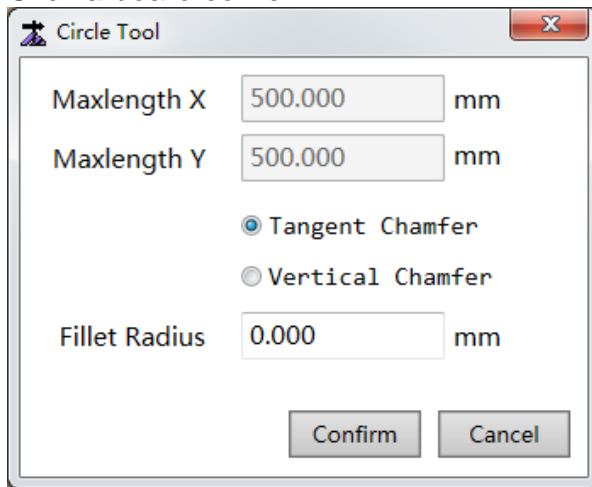 Circle Tool
Maxlength X 500.000 mm
Maxlength Y 500.000 mm
Tangent Chamfer
Vertical Chamfer
Fillet Radius 0.000 mm
Confirm Cancel